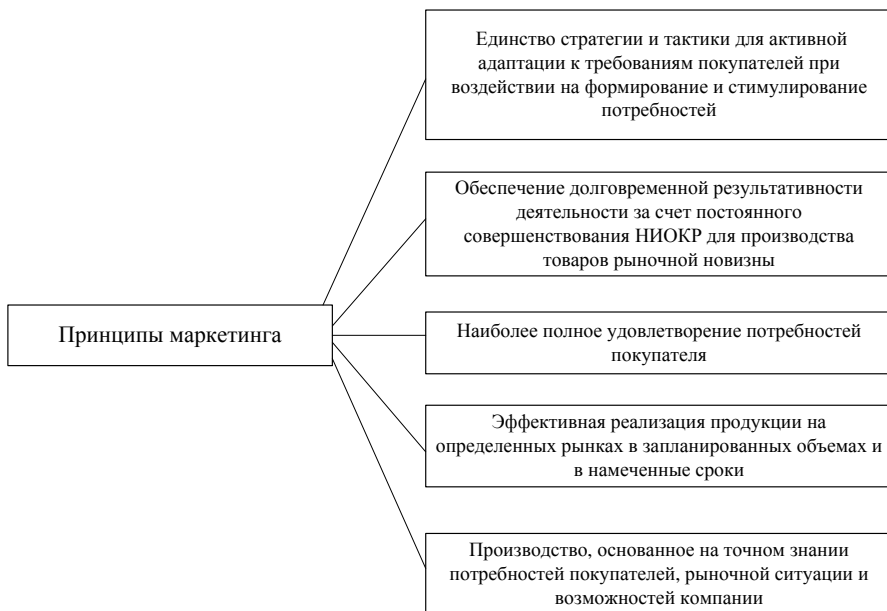 Единство стратегии и тактики для активной
адаптации к требованиям покупателей при
воздействии на формирование и стимулирование
потребностей
Обеспечение долговременной результативности
деятельности за счет постоянного
совершенствования НИОКР для производства
товаров рыночной новизны
Принципы маркетинга
Наиболее полное удовлетворение потребностей
покупателя
Эффективная реализация продукции на
определенных рынках в запланированных объемах и
в намеченные сроки
Производство, основанное на точном знании
потребностей покупателей, рыночной ситуации и
возможностей компании